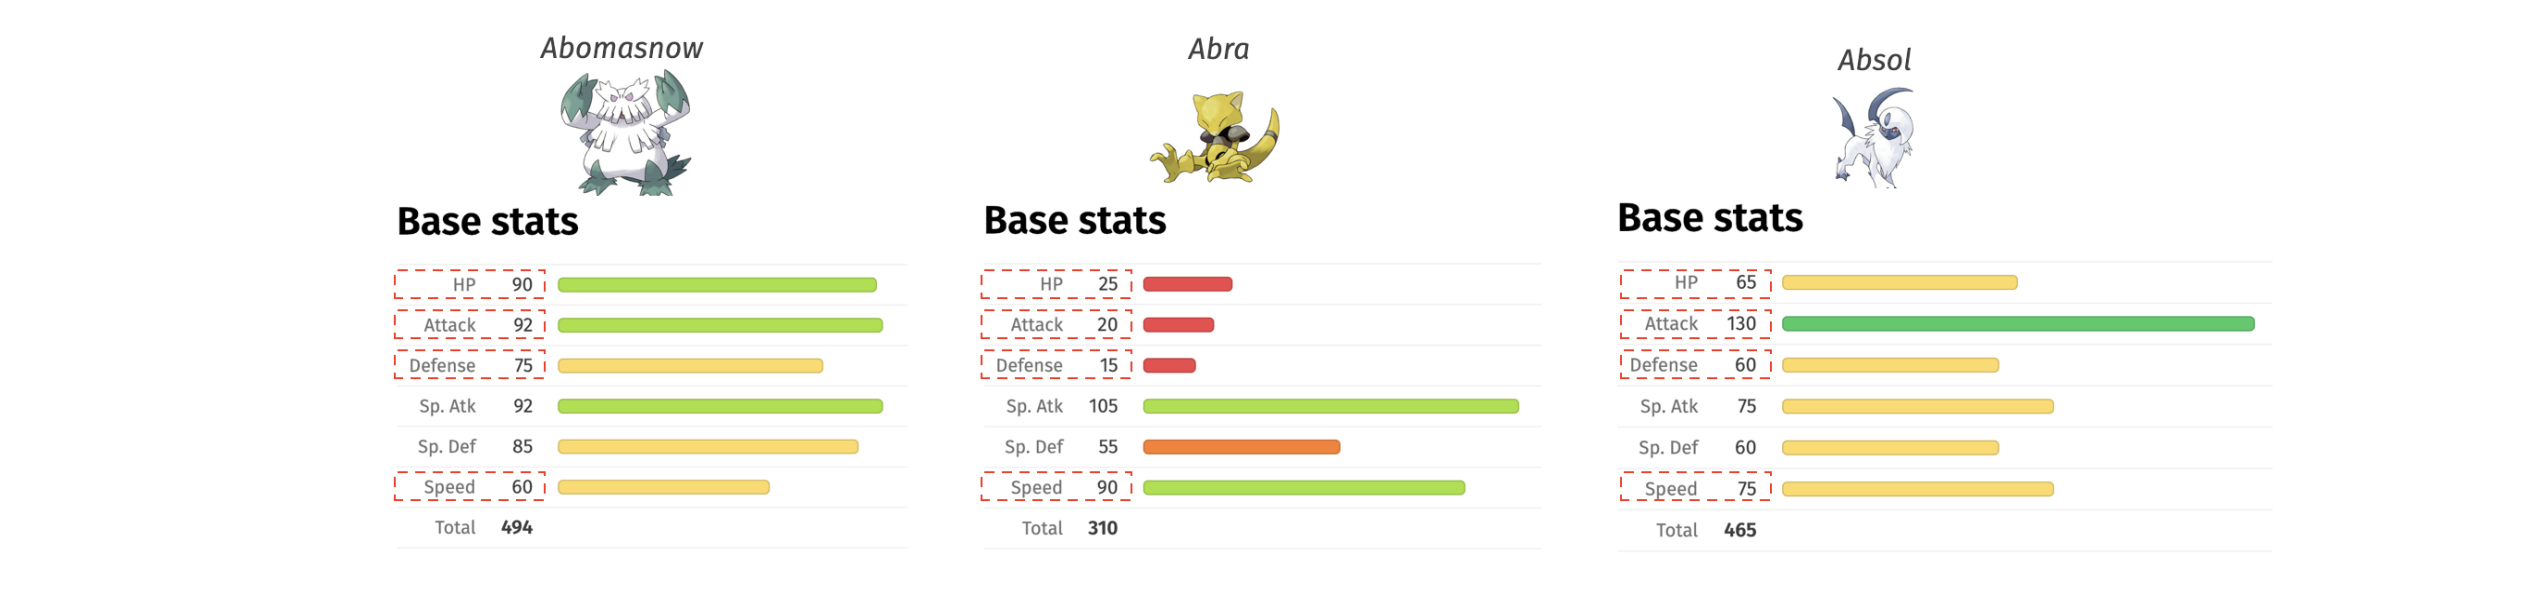 Abomasnow
Base stats
HP 90
Attack 92
Defense 75
Sp. Atk 92
Sp. Def 85
Speed 60
Total 494
Abra
Base stats
HP 25
Attack 20
Defense 15
Sp. Atk 105
Sp. Def 55
Speed 90
Total 310
Absol
Base stats
HP 65
Attack 130
Defense 60
Sp. Atk 75
Sp. Def 60
Speed 75
Total 465